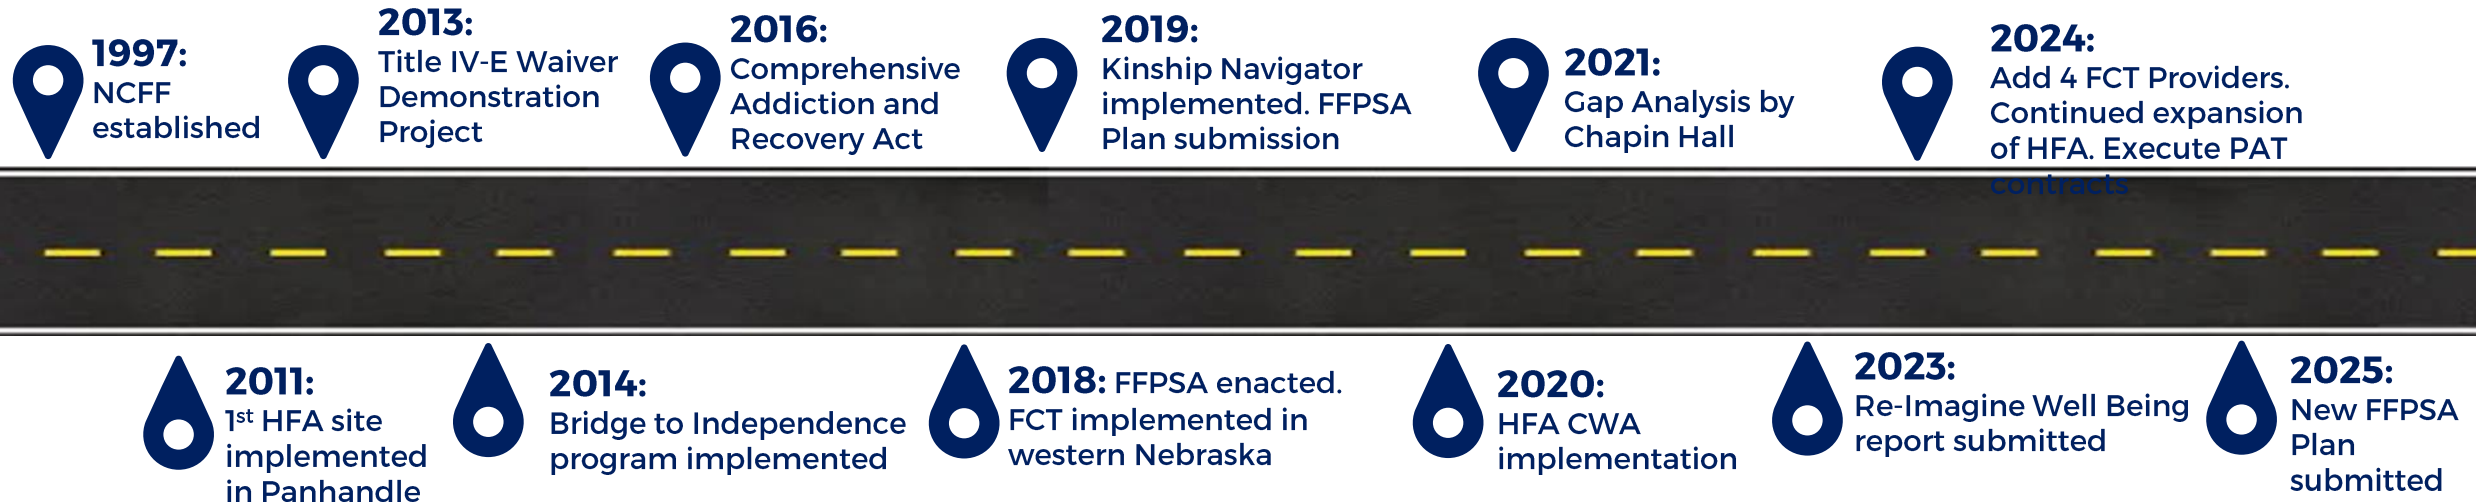 1997:
NCFF
established
2011:
1st HFA site
implemented
in Panhandle
2013:
Title IV-E Waiver
Demonstration
Project
2014:
Bridge to Independence
program implemented
2016:
Comprehensive
Addiction and
Recovery Act
2018: FFPSA enacted.
FCT implemented in
western Nebraska
2019:
Kinship Navigator
implemented. FFPSA
Plan submission
2020:
HFA CWA
implementation
2021:
Gap Analysis by
Chapin Hall
2023:
Re-Imagine Well Being
report submitted
2024:
Add 4 FCT Providers.
Continued expansion
of HFA. Execute PAT
contracts
2025:
New FFPSA
Plan
submitted